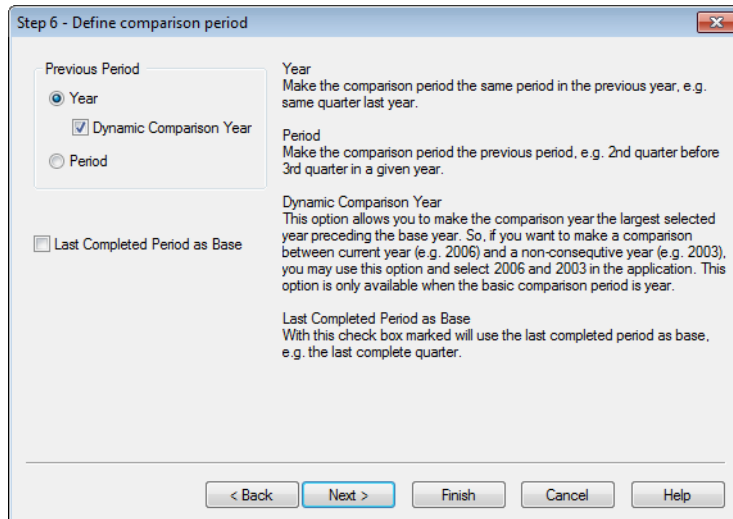 Step 6 - Define comparison period
Previous Period
Year
Dynamic Comparison Year
Period
Last Completed Period as Base
Year
Make the comparison period the same period in the previous year, e.g.
same quarter last year.
Period
Make the comparison period the previous period, e.g. 2nd quarter before
3rd quarter in a given year.
Dynamic Comparison Year
This option allows you to make the comparison year the largest selected
year preceding the base year. So, if you want to make a comparison
between current year (e.g. 2006) and a non-consequtive year (e.g. 2003),
you may use this option and select 2006 and 2003 in the application. This
option is only available when the basic comparison period is year.
Last Completed Period as Base
With this check box marked will use the last completed period as base,
e.g. the last complete quarter.
< Back
Next >
Finish
Cancel
Help